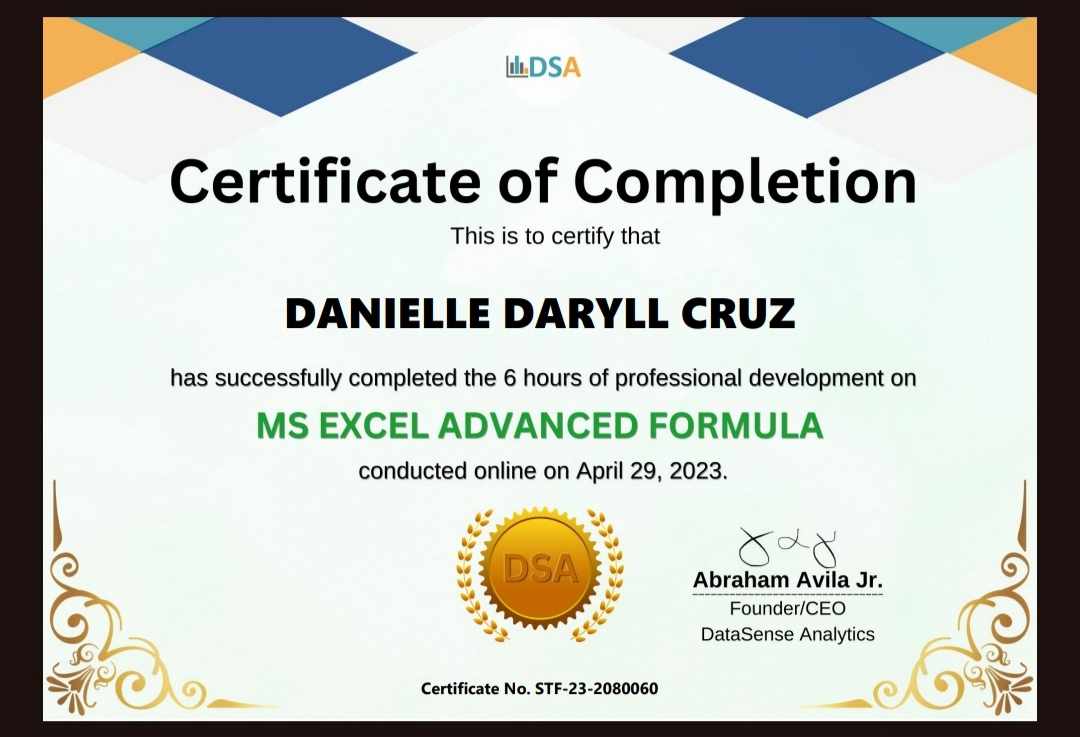 DSA
Certificate of Completion
This is to certify that
DANIELLE DARYLL CRUZ
has successfully completed the 6 hours of professional development on
MS EXCEL ADVANCED FORMULA
conducted online on April 29, 2023.
DSA
Abraham Avila Jr.
Founder/CEO
DataSense Analytics
Certificate No. STF-23-2080060